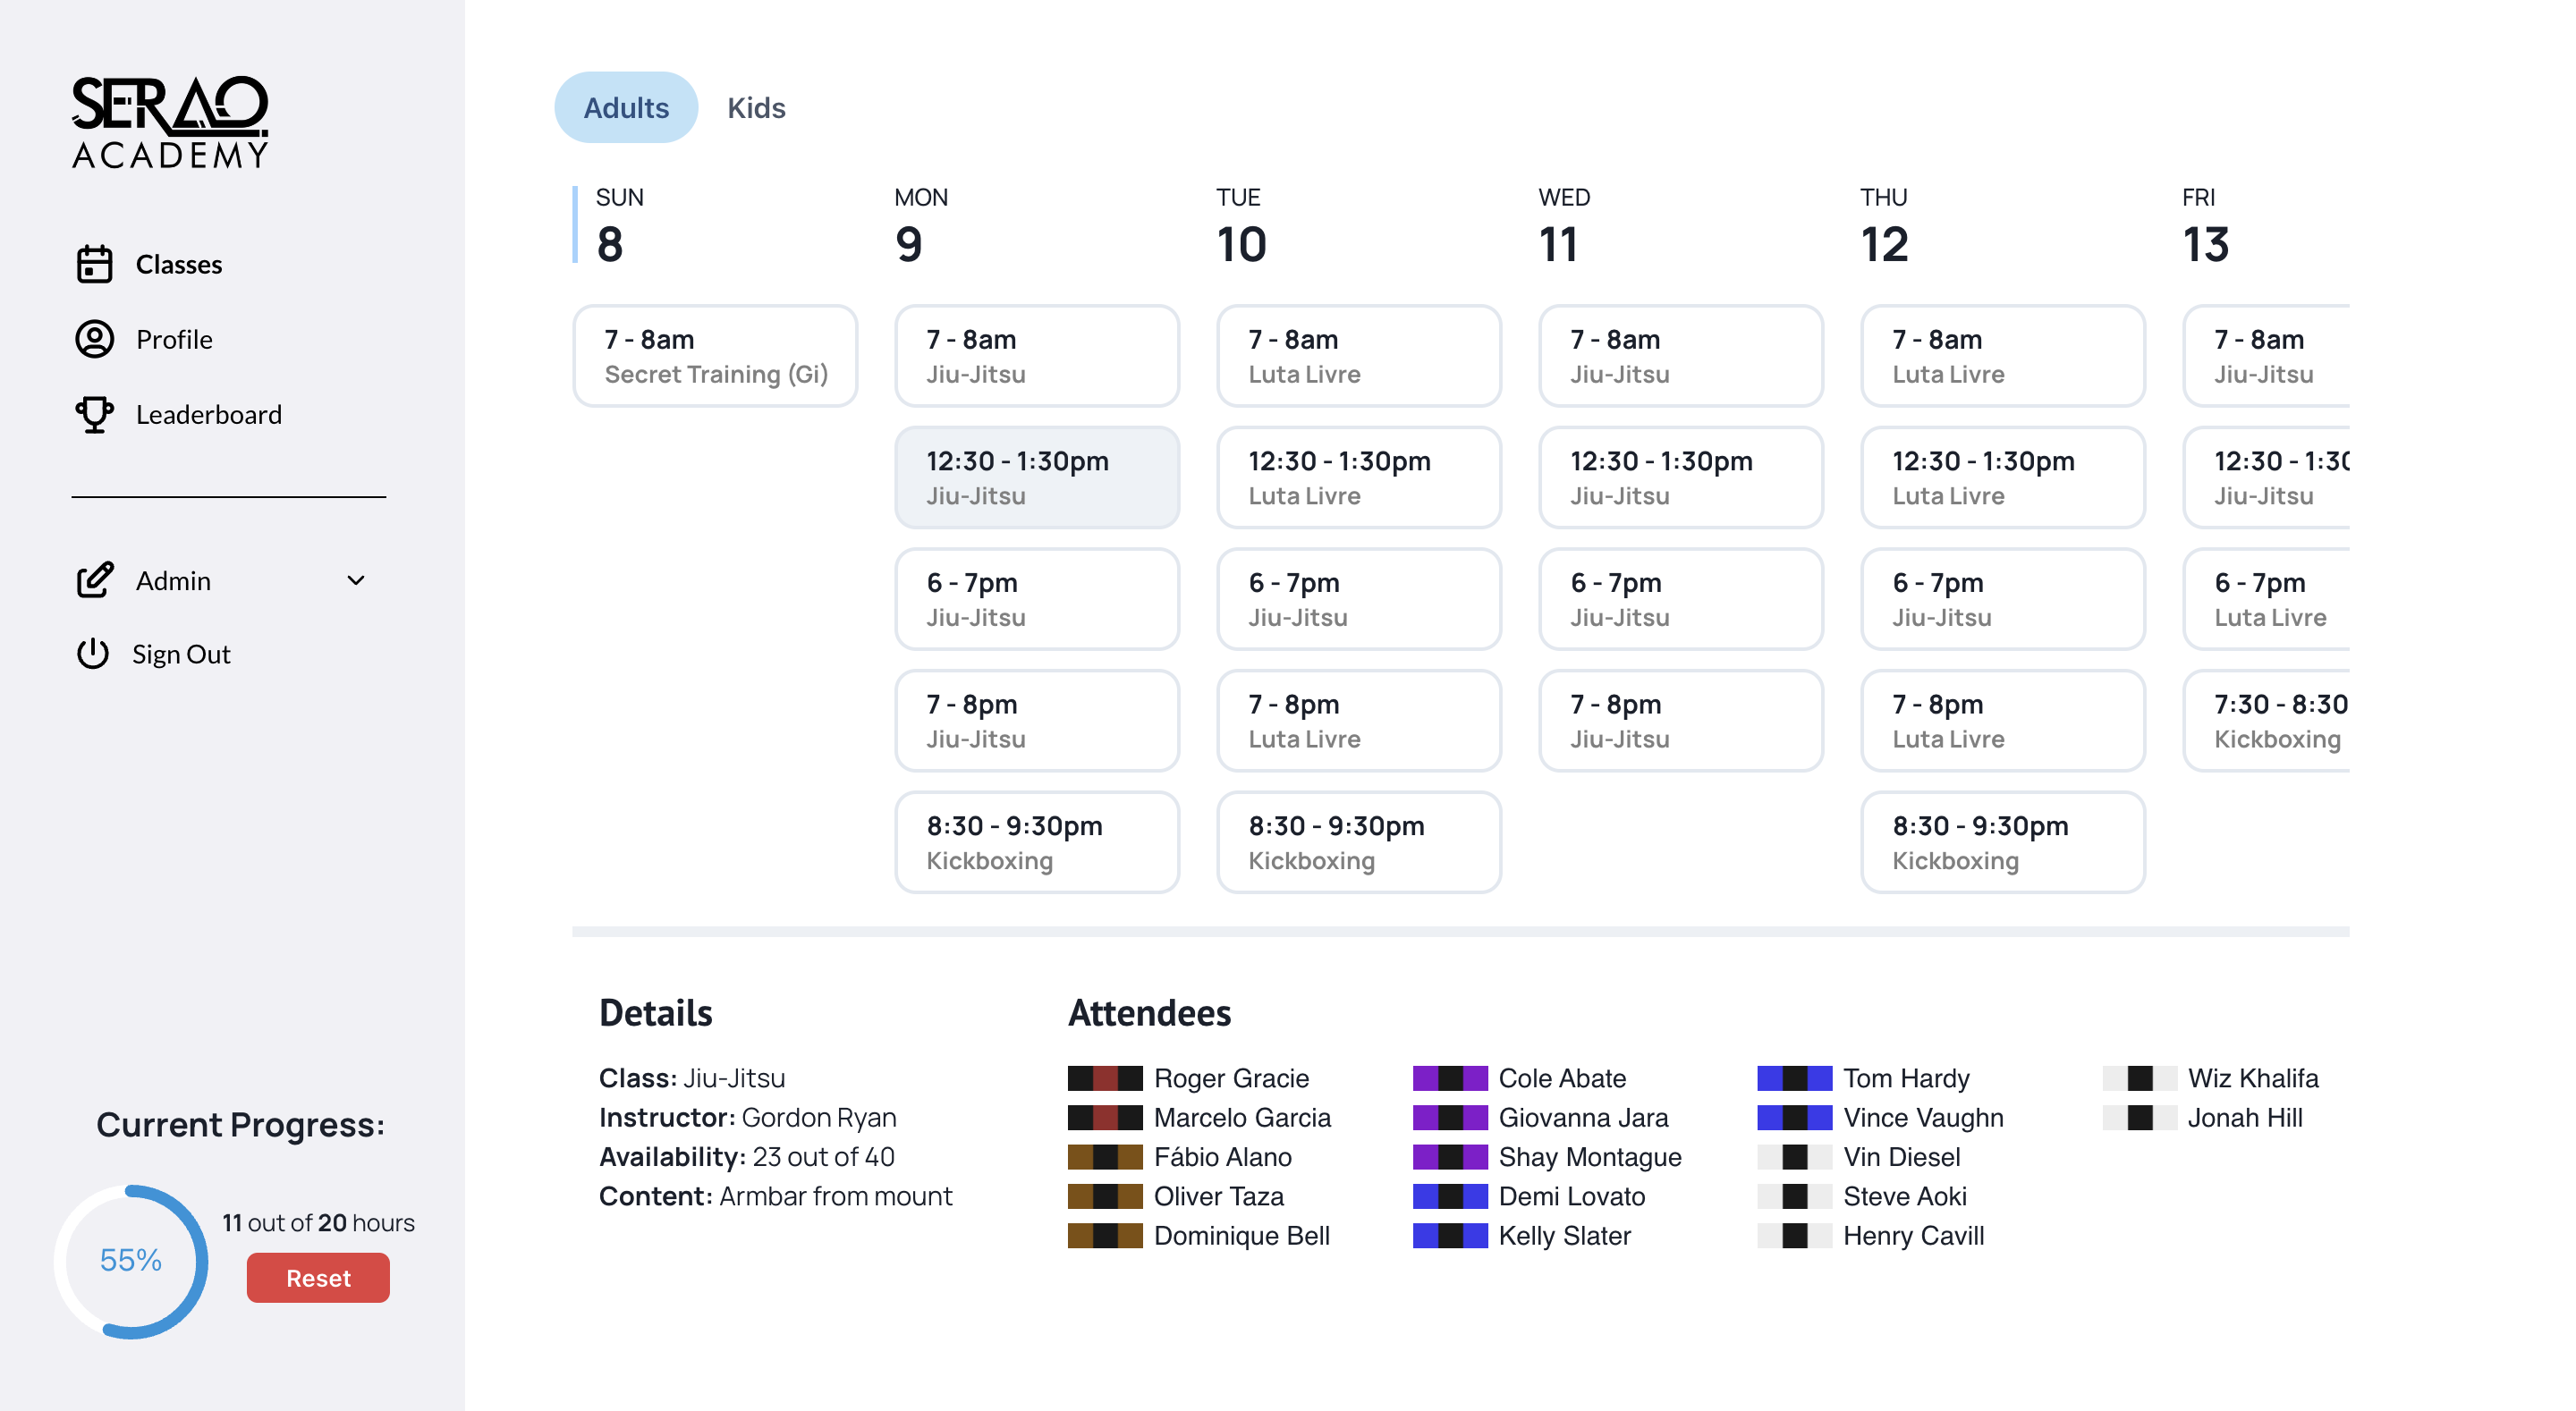 SERAO
ACADEMY
Classes
Profile
Leaderboard
Admin
Sign Out
Current Progress:
55%
11 out of 20 hours
Reset
Adults Kids
SUN MON TUE WED THU FRI
8 9 10 11 12 13
7 - 8am 7 - 8am 7 - 8am 7 - 8am 7 - 8am 7 - 8am
Secret Training (Gi) Jiu-Jitsu Luta Livre Jiu-Jitsu Luta Livre Jiu-Jitsu
12:30 - 1:30pm 12:30 - 1:30pm 12:30 - 1:30pm 12:30 - 1:30pm 12:30 - 1:30
Jiu-Jitsu Luta Livre Jiu-Jitsu Luta Livre Jiu-Jitsu
6 - 7pm 6 - 7pm 6 - 7pm 6 - 7pm 6 - 7pm
Jiu-Jitsu Jiu-Jitsu Jiu-Jitsu Jiu-Jitsu Luta Livre
7 - 8pm 7 - 8pm 7 - 8pm 7 - 8pm 7:30 - 8:30
Jiu-Jitsu Luta Livre Jiu-Jitsu Luta Livre Kickboxing
8:30 - 9:30pm 8:30 - 9:30pm 8:30 - 9:30pm
Kickboxing Kickboxing Kickboxing
Details
Class: Jiu-Jitsu
Instructor: Gordon Ryan
Availability: 23 out of 40
Content: Armbar from mount
Attendees
Roger Gracie
Marcelo Garcia
Fábio Alano
Oliver Taza
Dominique Bell
Cole Abate
Giovanna Jara
Shay Montague
Demi Lovato
Kelly Slater
Tom Hardy
Vince Vaughn
Vin Diesel
Steve Aoki
Henry Cavill
Wiz Khalifa
Jonah Hill